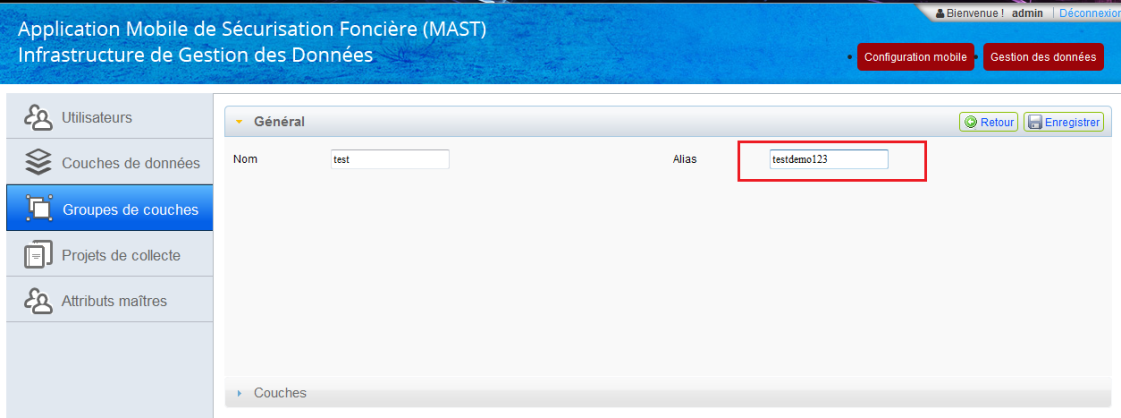 Bienvenue ! admin Déconnexion
Application Mobile de Sécurisation Foncière (MAST)
Infrastructure de Gestion des Données
Configuration mobile Gestion des données
Utilisateurs
Couches de données
Groupes de couches
Projets de collecte
Attributs maîtres
Général Retour Enregistrer
Nom test Alias testdemo123
Couches